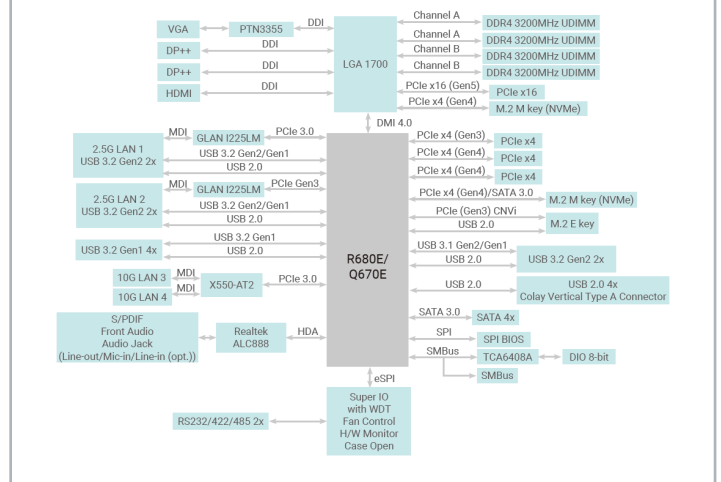 VGA
PTN3355
DDI
DP++
DDI
DP++
DDI
HDMI
DDI
LGA 1700
Channel A
DDR4 3200MHz UDIMM
Channel A
DDR4 3200MHz UDIMM
Channel B
DDR4 3200MHz UDIMM
Channel B
DDR4 3200MHz UDIMM
PCIe x16 (Gen5)
PCIe x16
PCIe x4 (Gen4)
M.2 M key (NVMe)
DMI 4.0
2.5G LAN 1
USB 3.2 Gen2 2x
MDI
GLAN I225LM
PCIe 3.0
USB 3.2 Gen2/Gen1
USB 2.0
2.5G LAN 2
USB 3.2 Gen2 2x
MDI
GLAN I225LM
PCIe Gen3
USB 3.2 Gen2/Gen1
USB 2.0
USB 3.2 Gen1 4x
USB 3.2 Gen1
USB 2.0
10G LAN 3
MDI
10G LAN 4
MDI
X550-AT2
PCIe 3.0
S/PDIF
Front Audio
Audio Jack
(Line-out/Mic-in/Line-in (opt.))
Realtek
ALC888
HDA
R680E/
Q670E
PCIe x4 (Gen3)
PCIe x4
PCIe x4 (Gen4)
PCIe x4
PCIe x4 (Gen4)
PCIe x4
PCIe x4 (Gen4)/SATA 3.0
M.2 M key (NVMe)
PCIe (Gen3) CNVi
USB 2.0
M.2 E key
USB 3.1 Gen2/Gen1
USB 2.0
USB 3.2 Gen2 2x
USB 2.0
USB 2.0 4x
Colay Vertical Type A Connector
SATA 3.0
SATA 4x
SPI
SPI BIOS
SMBus
TCA6408A
DIO 8-bit
SMBus
eSPI
RS232/422/485 2x
Super IO
with WDT
Fan Control
H/W Monitor
Case Open